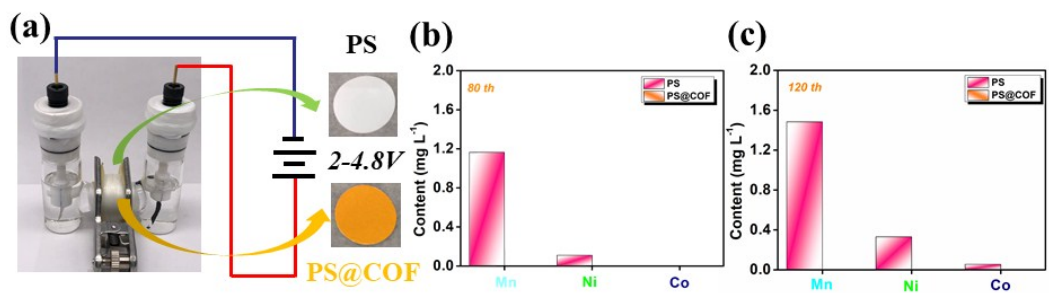 (a)
PS
2-4.8V
PS@COF
(b)
80 th
PS
PS@COF
Content (mg L⁻¹)
2.0
1.6
1.2
0.8
0.4
0.0
Mn
Ni
Co
(c)
120 th
PS
PS@COF
Content (mg L⁻¹)
2.0
1.6
1.2
0.8
0.4
0.0
Mn
Ni
Co